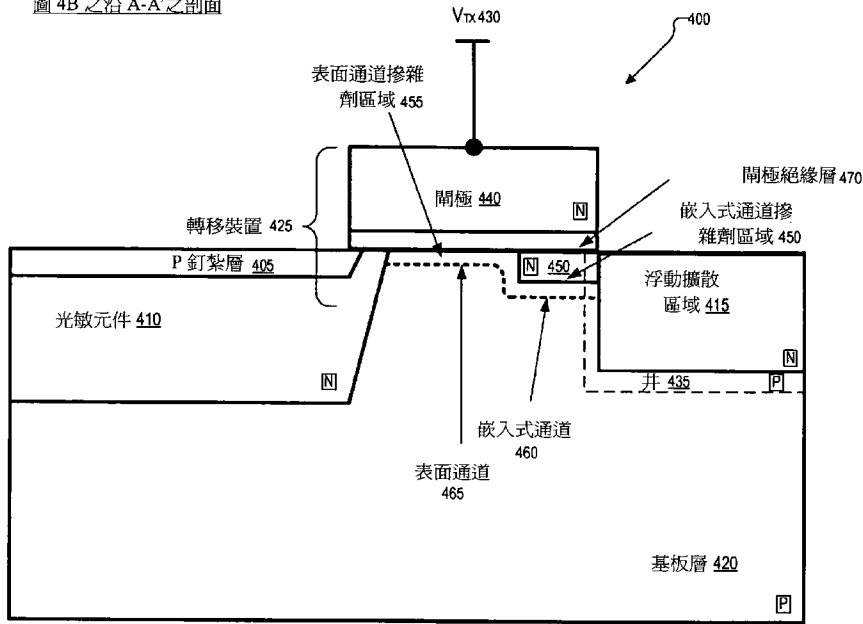 圖 4B 之沿 A-A'之剖面
VTX 430
400
表面通道摻雜
劑區域 455
閘極 440
N
閘極絕緣層 470
嵌入式通道摻
雜劑區域 450
轉移裝置 425
P 釘紮層 405
N 450
浮動擴散
區域 415
光敏元件 410
N
N
井 435
P
嵌入式通道
460
表面通道
465
基板層 420
P